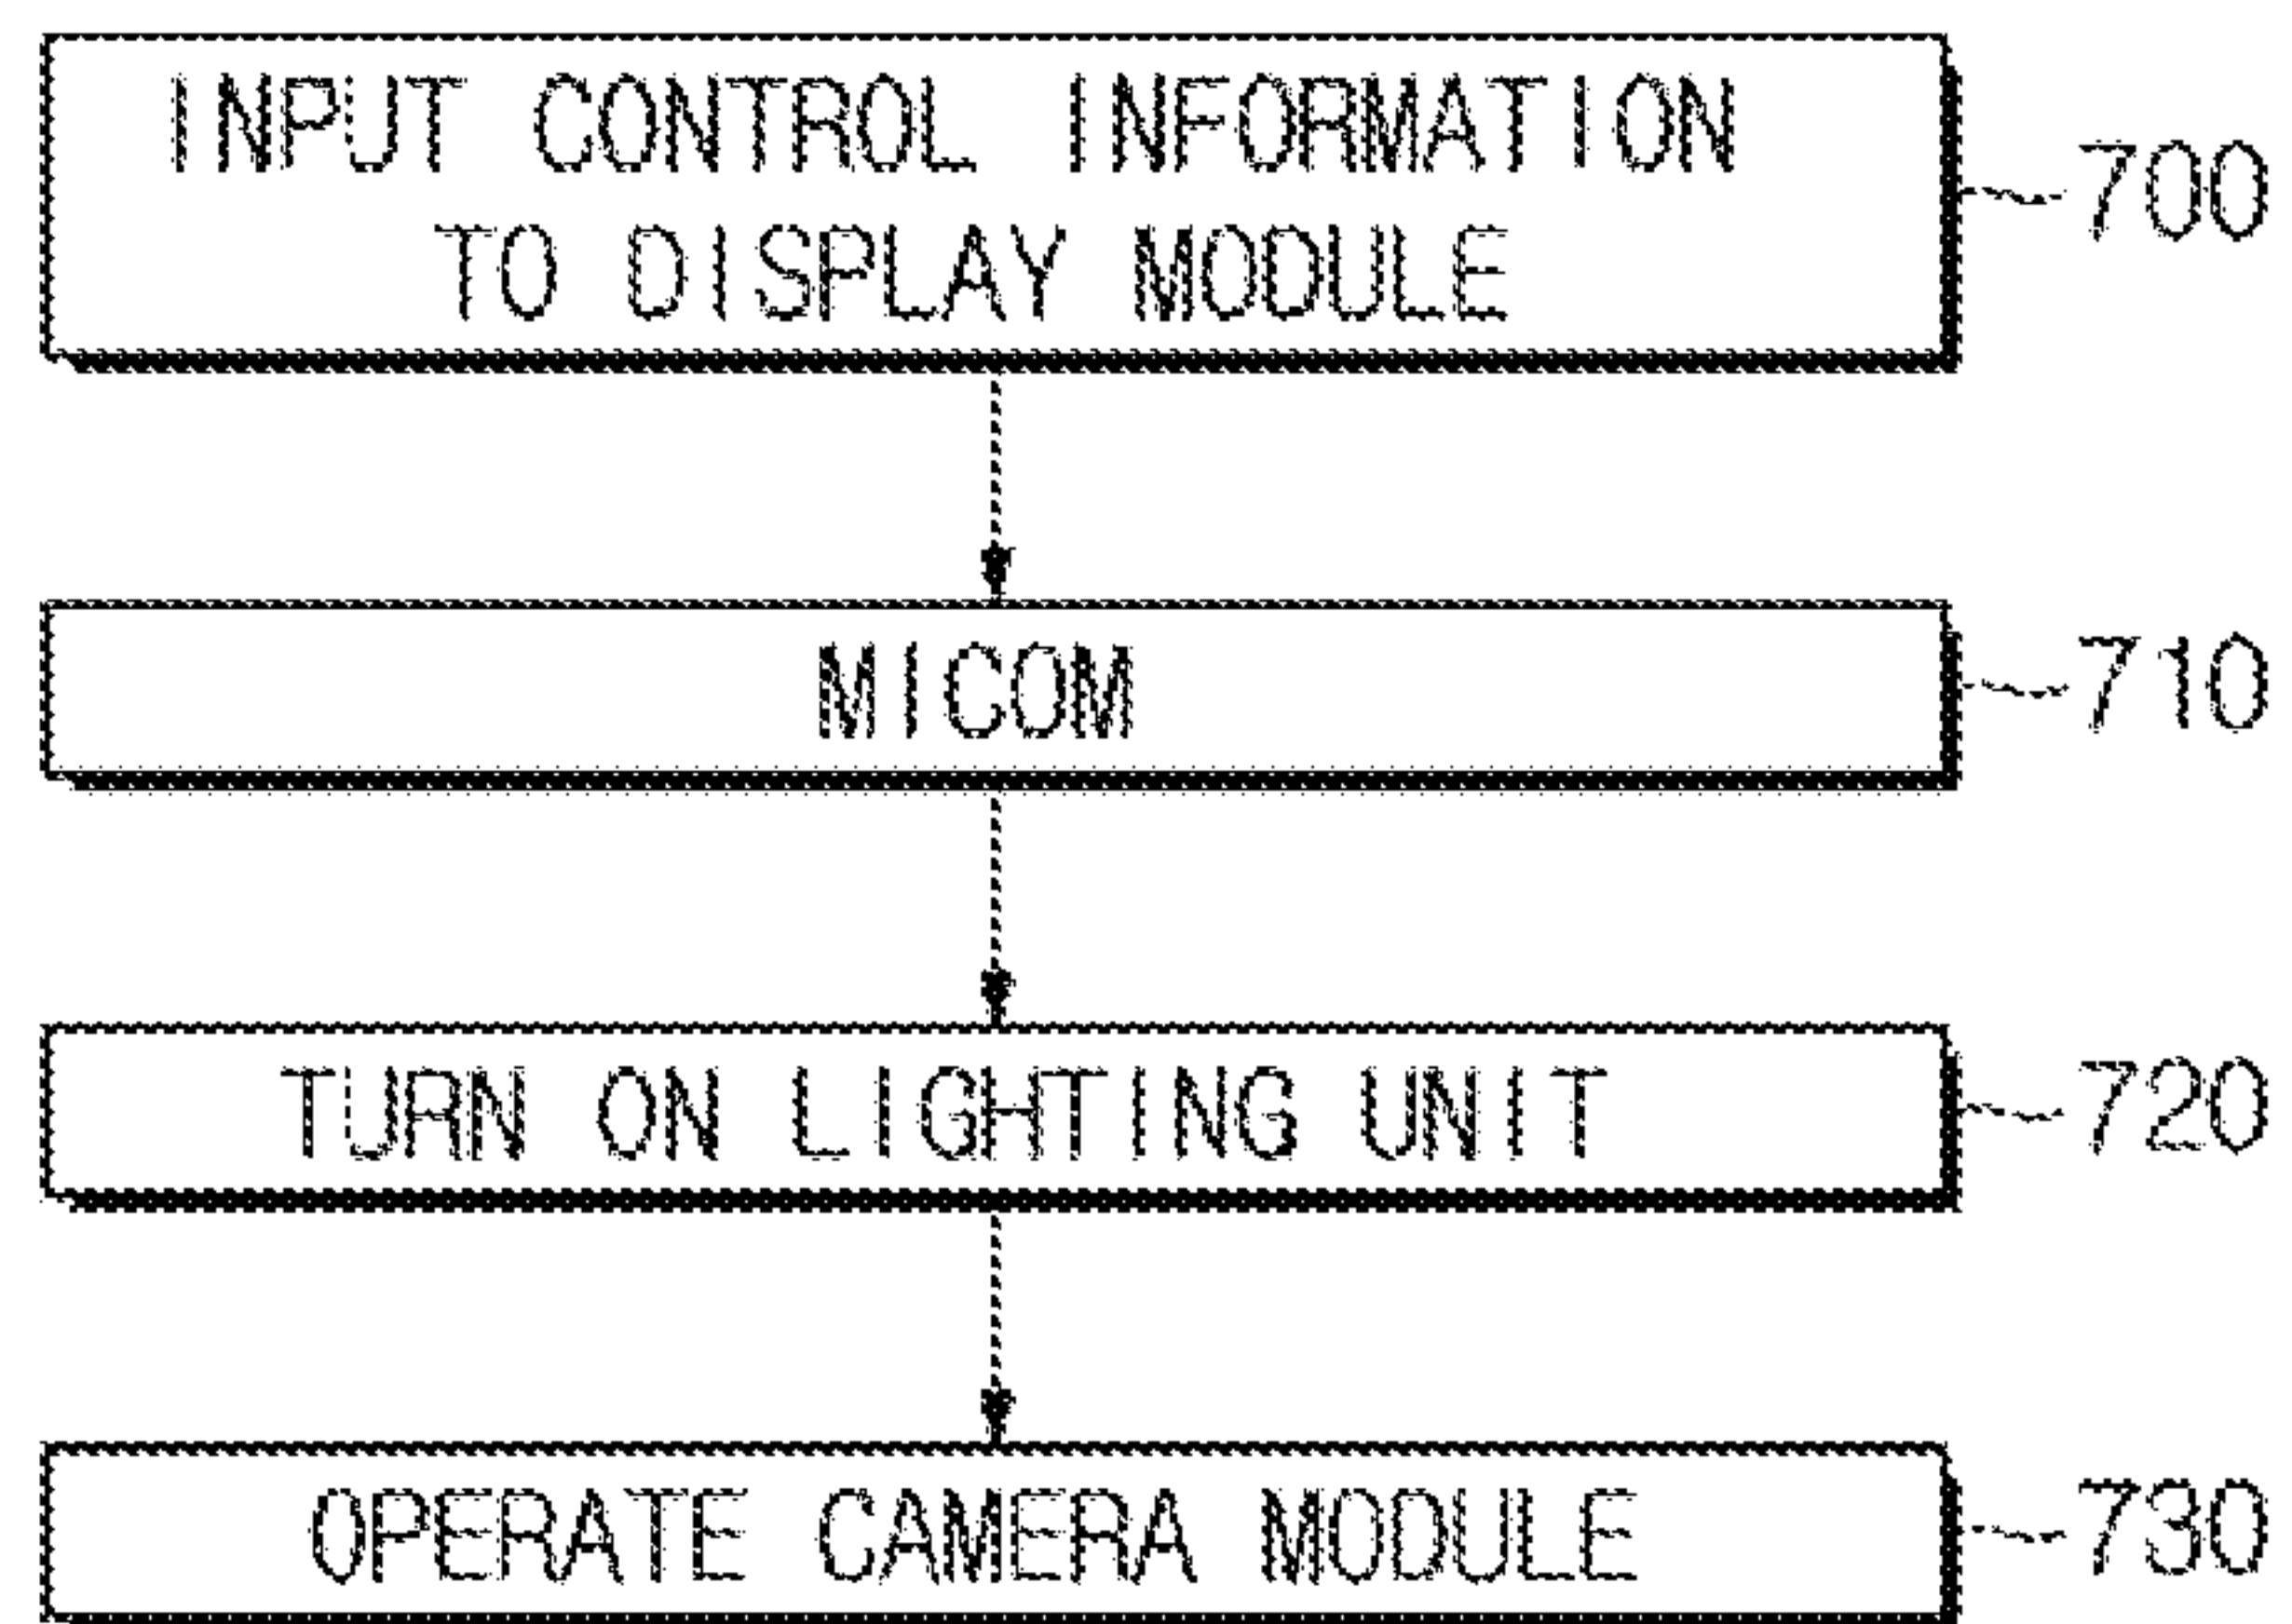 INPUT CONTROL INFORMATION
TO DISPLAY MODULE
700
MICOM
710
TURN ON LIGHTING UNIT
720
OPERATE CAMERA MODULE
730